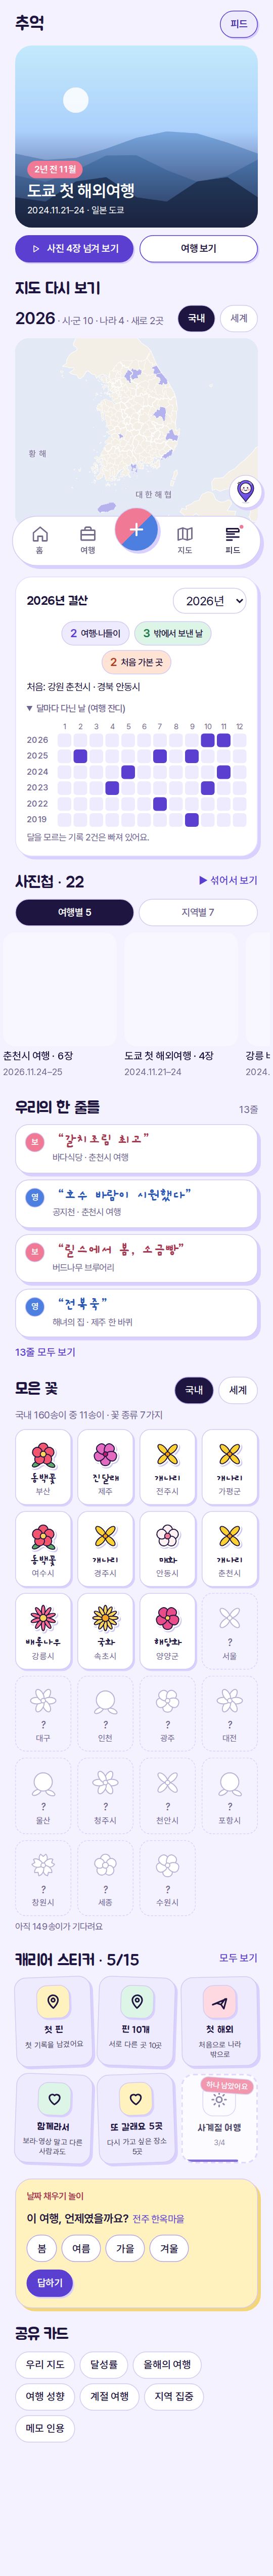 추억
피드
2년 전 11월
도쿄 첫 해외여행
2024.11.21–24 · 일본 도쿄
사진 4장 넘겨 보기
여행 보기
지도 다시 보기
2026 · 시·군 10 · 나라 4 · 새로 2곳
국내
세계
황 해
대 한 해 협
홈
여행
지도
피드
2026년 결산
2026년
2 여행·나들이
3 밖에서 보낸 날
2 처음 가본 곳
처음: 강원 춘천시 · 경북 안동시
▼ 달마다 다닌 날 (여행 잔디)
1 2 3 4 5 6 7 8 9 10 11 12
2026
2025
2024
2023
2022
2019
달을 모르는 기록 2건은 빠져 있어요.
사진첩 · 22
▶ 섞어서 보기
여행별 5
지역별 7
춘천시 여행 · 6장
2026.11.24–25
도쿄 첫 해외여행 · 4장
2024.11.21–24
강릉
2024.
우리의 한 줄들
13줄
보
“갈치조림 최고”
바다식당 · 춘천시 여행
영
“호수 바람이 시원했다”
공지천 · 춘천시 여행
보
“릴스에서 봄, 소금빵”
버드나무 브루어리
영
“전복죽”
해녀의 집 · 제주 한 바퀴
13줄 모두 보기
모은 꽃
국내
세계
국내 160송이 중 11송이 · 꽃 종류 7가지
동백꽃
부산
진달래
제주
개나리
전주시
개나리
가평군
동백꽃
여수시
개나리
경주시
매화
안동시
개나리
춘천시
배롱나무
강릉시
국화
속초시
해당화
양양군
?
서울
?
대구
?
인천
?
광주
?
대전
?
울산
?
청주시
?
천안시
?
포항시
?
창원시
?
세종
?
수원시
아직 149송이가 기다려요
캐리어 스티커 · 5/15
모두 보기
첫 핀
첫 기록을 남겼어요
핀 10개
서로 다른 곳 10곳
첫 해외
처음으로 나라
밖으로
함께라서
보라·영상 말고 다른
사람과도
또 갈래요 5곳
다시 가고 싶은 장소
5곳
하나 남았어요
사계절 여행
3/4
날짜 채우기 놀이
이 여행, 언제였을까요? 전주 한옥마을
봄
여름
가을
겨울
답하기
공유 카드
우리 지도
달성률
올해의 여행
여행 성향
계절 여행
지역 집중
메모 인용